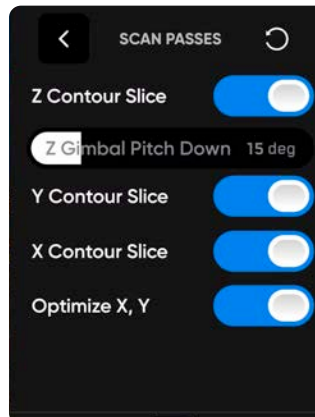 SCAN PASSES
Z Contour Slice
Z Gimbal Pitch Down 15 deg
Y Contour Slice
X Contour Slice
Optimize X, Y